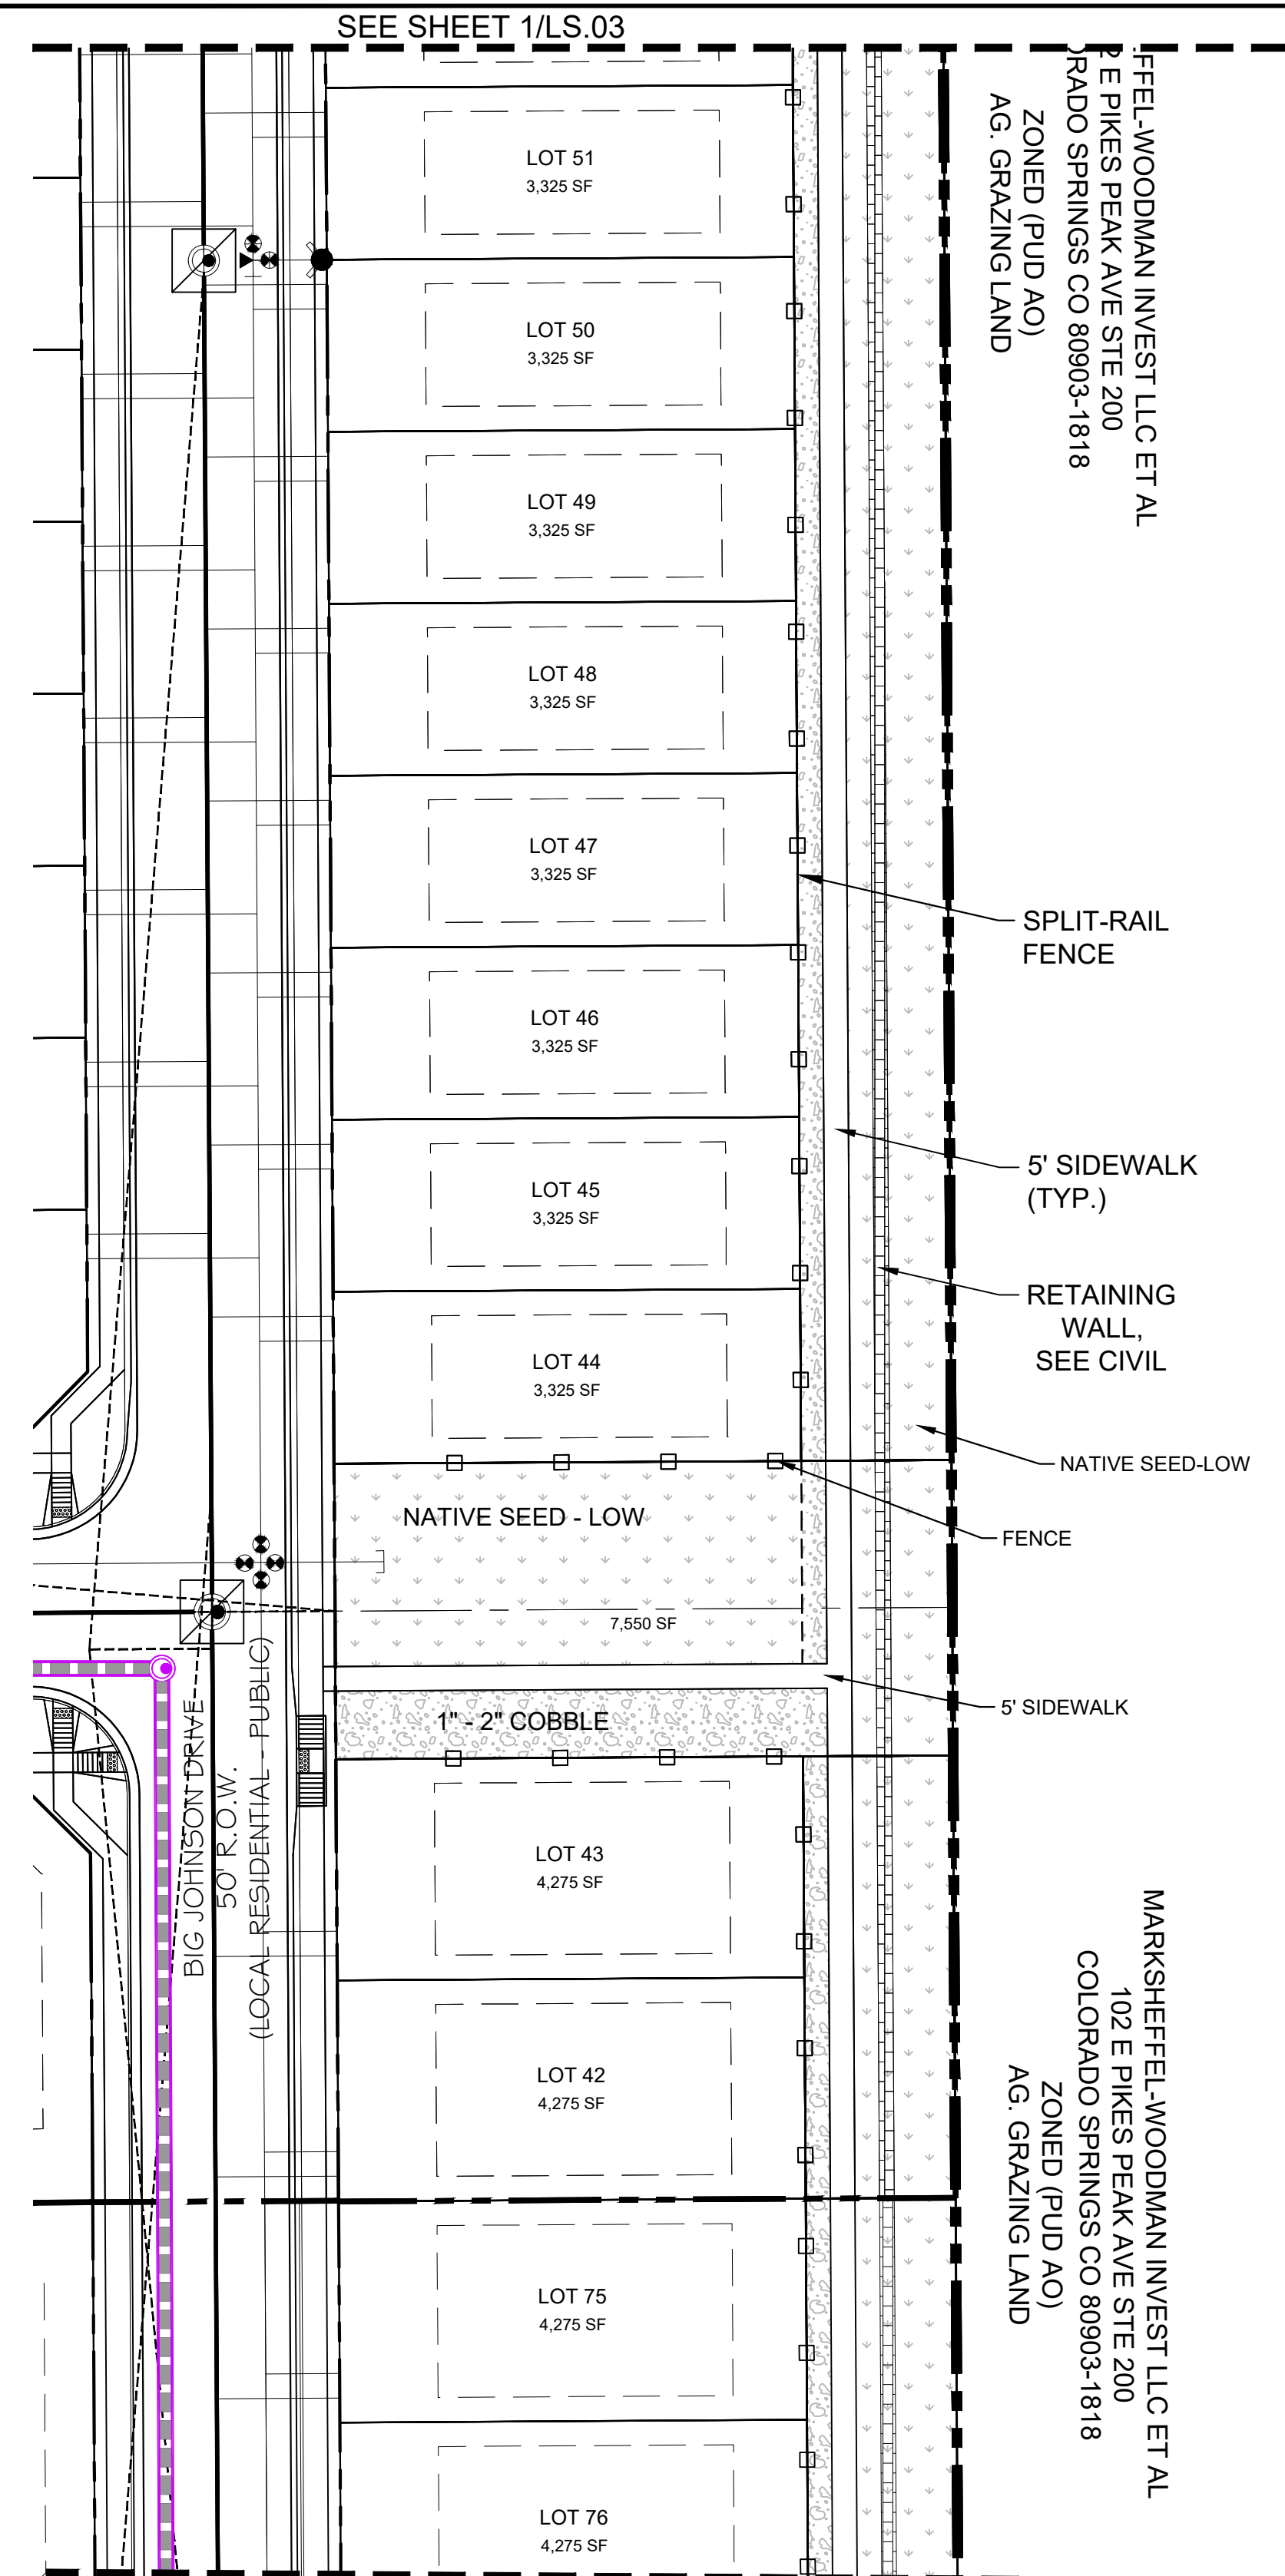 SEE SHEET 1/LS.03
FFEL-WOODMAN INVEST LLC ET AL
2 E PIKES PEAK AVE STE 200
ORADO SPRINGS CO 80903-1818
ZONED (PUD AO)
AG. GRAZING LAND
LOT 51
3,325 SF
LOT 50
3,325 SF
LOT 49
3,325 SF
LOT 48
3,325 SF
LOT 47
3,325 SF
SPLIT-RAIL
FENCE
LOT 46
3,325 SF
LOT 45
3,325 SF
5' SIDEWALK
(TYP.)
RETAINING
WALL,
SEE CIVIL
LOT 44
3,325 SF
NATIVE SEED-LOW
NATIVE SEED - LOW
FENCE
7,550 SF
5' SIDEWALK
1" - 2" COBBLE
BIG JOHNSON DRIVE
50' R.O.W.
(LOCAL RESIDENTIAL - PUBLIC)
LOT 43
4,275 SF
LOT 42
4,275 SF
MARKSHEFFEL-WOODMAN INVEST LLC ET AL
102 E PIKES PEAK AVE STE 200
COLORADO SPRINGS CO 80903-1818
ZONED (PUD AO)
AG. GRAZING LAND
LOT 75
4,275 SF
LOT 76
4,275 SF